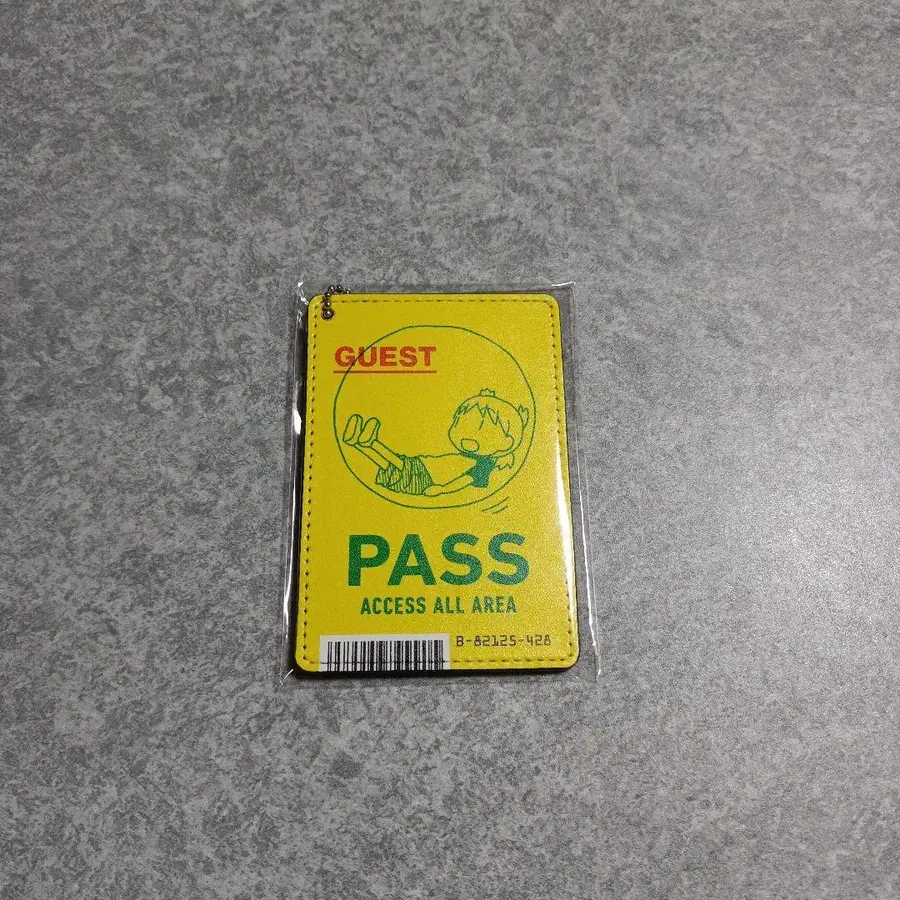 GUEST
PASS
ACCESS ALL AREA
B-82125-428